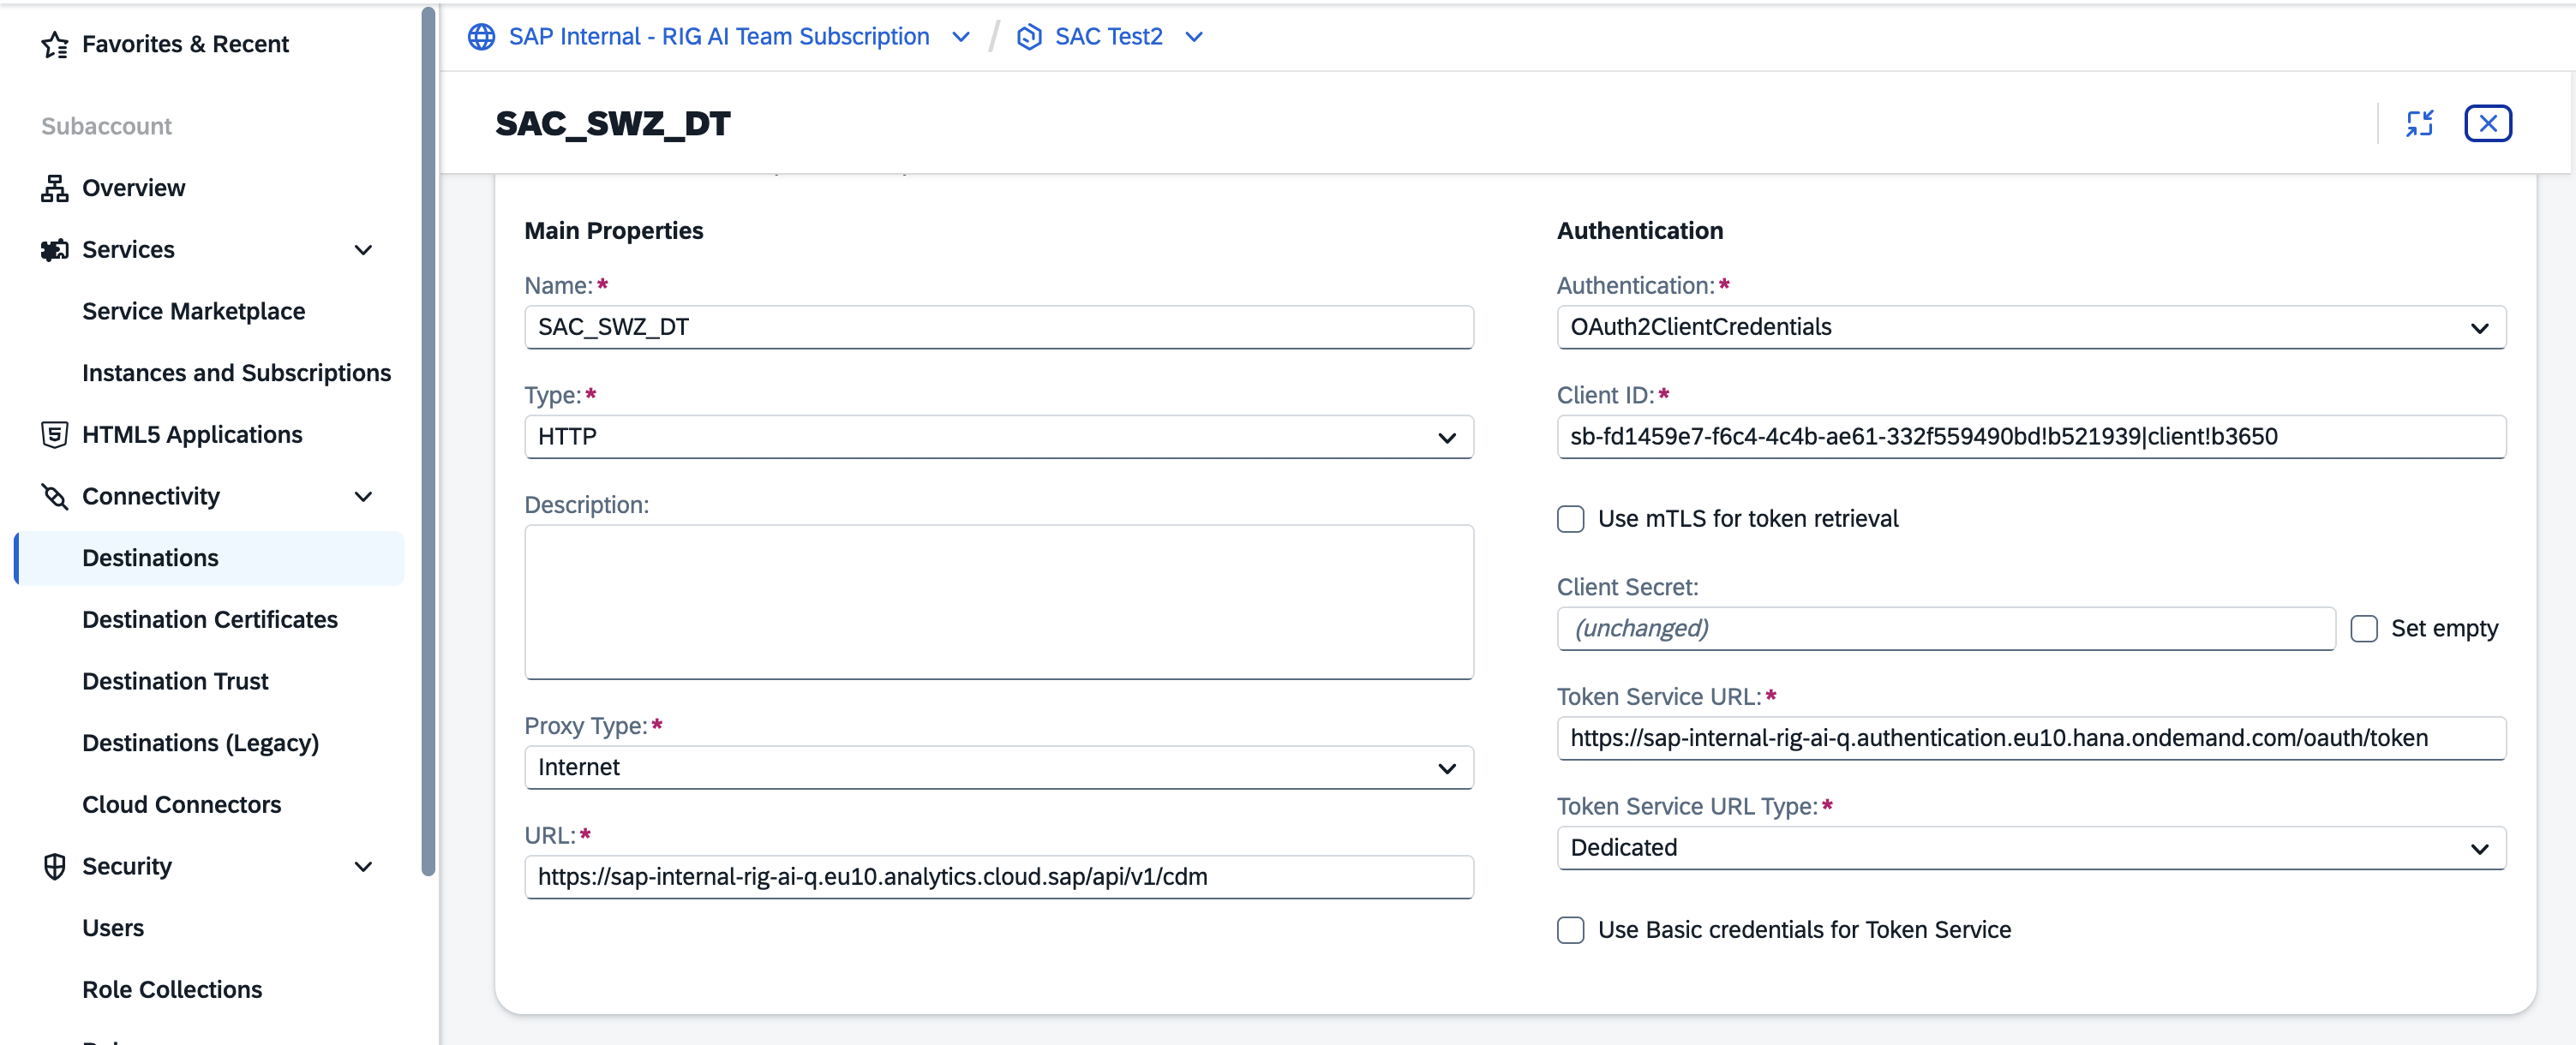 Favorites & Recent
Subaccount
Overview
Services
Service Marketplace
Instances and Subscriptions
HTML5 Applications
Connectivity
Destinations
Destination Certificates
Destination Trust
Destinations (Legacy)
Cloud Connectors
Security
Users
Role Collections
SAP Internal - RIG AI Team Subscription / SAC Test2
SAC_SWZ_DT
Main Properties
Name:*
SAC_SWZ_DT
Type:*
HTTP
Description:
Proxy Type:*
Internet
URL:*
https://sap-internal-rig-ai-q.eu10.analytics.cloud.sap/api/v1/cdm
Authentication
Authentication:*
OAuth2ClientCredentials
Client ID:*
sb-fd1459e7-f6c4-4c4b-ae61-332f559490bd!b521939|client!b3650
Use mTLS for token retrieval
Client Secret:
(unchanged)
Set empty
Token Service URL:*
https://sap-internal-rig-ai-q.authentication.eu10.hana.ondemand.com/oauth/token
Token Service URL Type:*
Dedicated
Use Basic credentials for Token Service